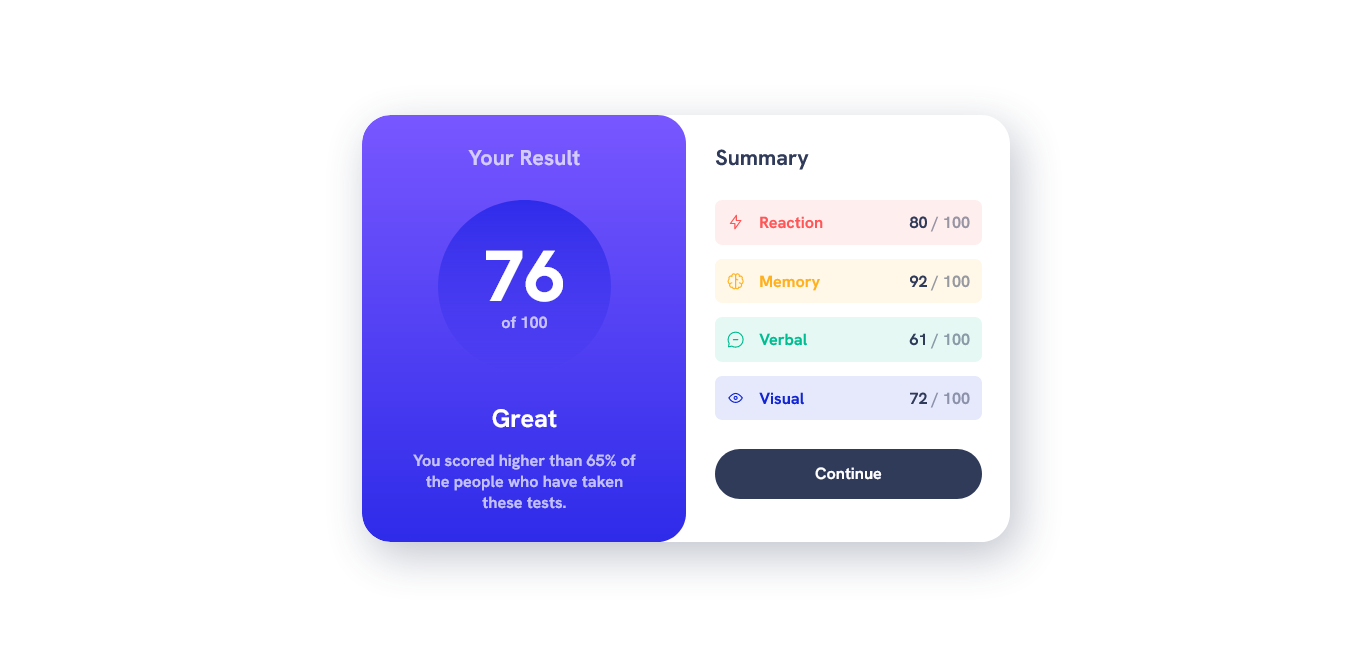 Your Result
76
of 100
Great
You scored higher than 65% of
the people who have taken
these tests.
Summary
Reaction 80 / 100
Memory 92 / 100
Verbal 61 / 100
Visual 72 / 100
Continue